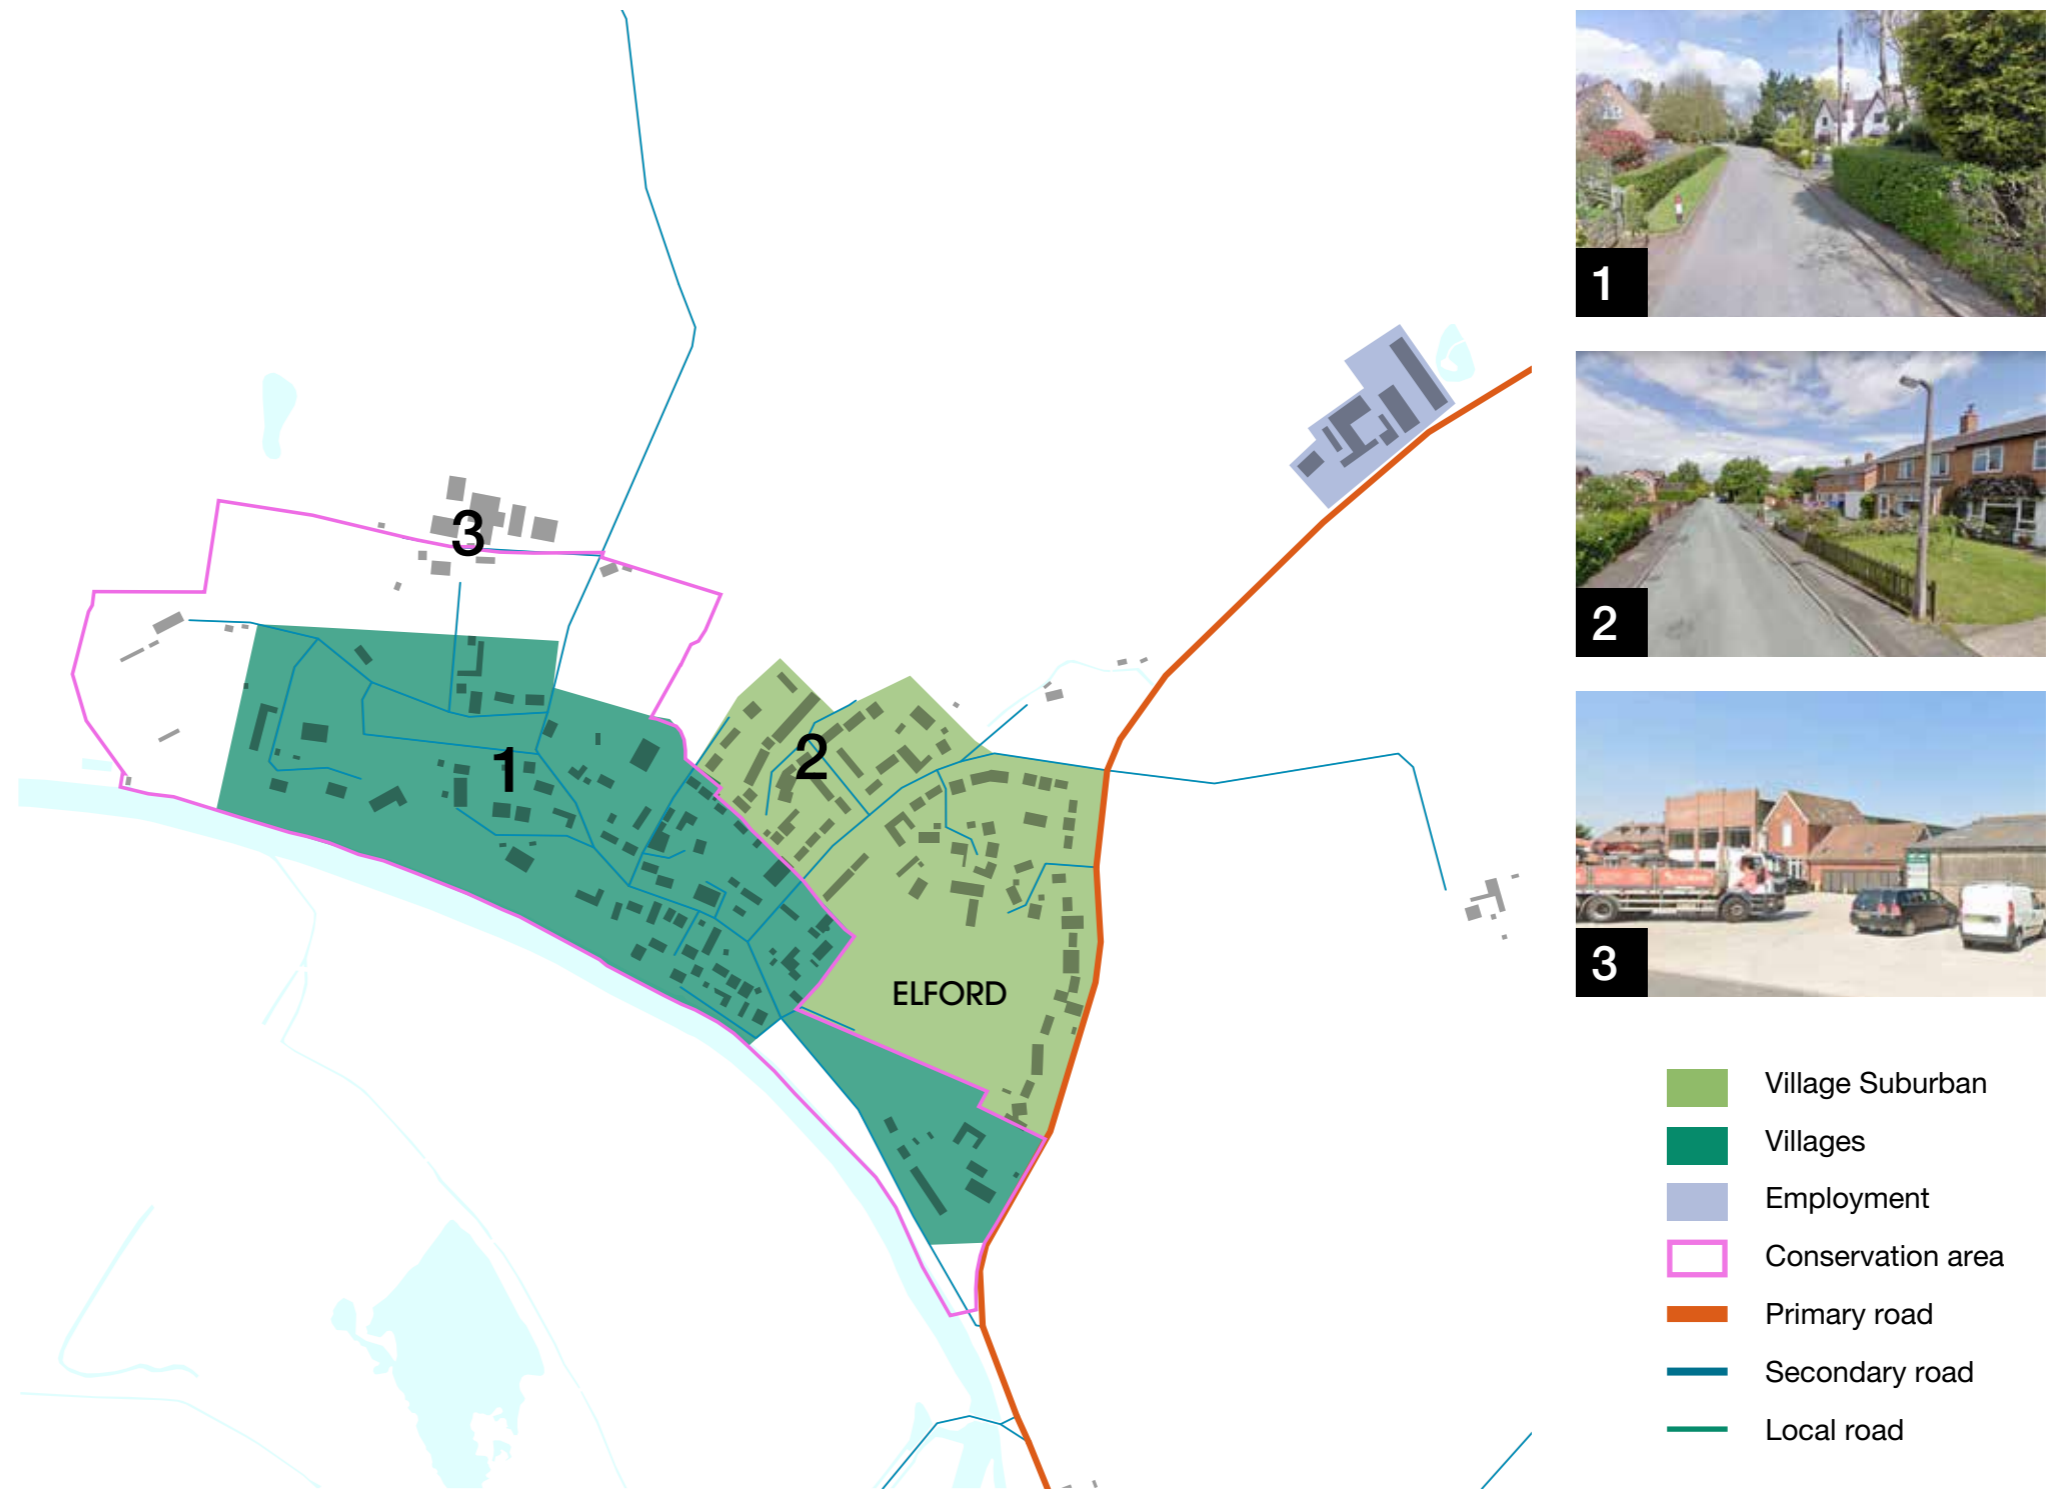 3
1
2
ELFORD
1
2
3
Village Suburban
Villages
Employment
Conservation area
Primary road
Secondary road
Local road